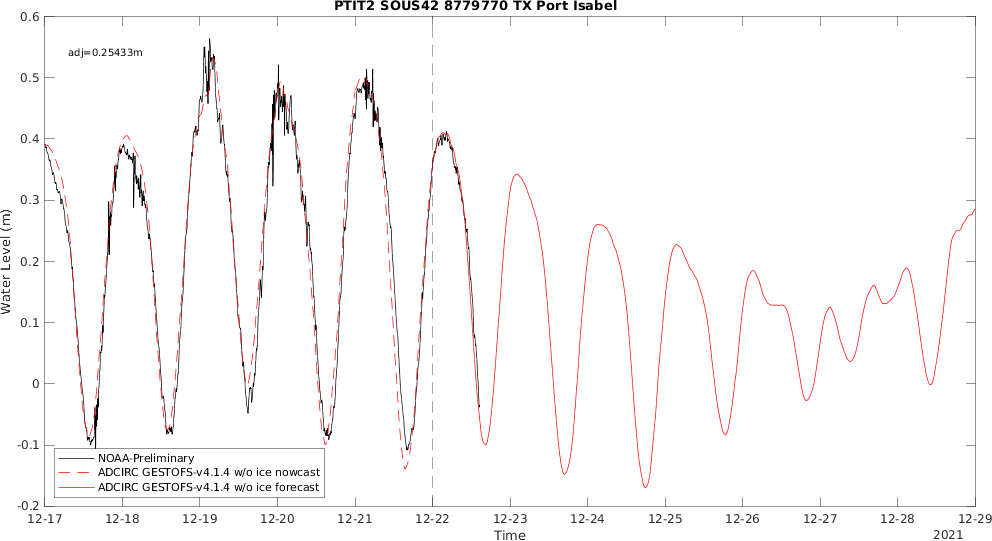 PTIT2 SOUS42 8779770 TX Port Isabel
adj=0.25433m
Water Level (m)
0.6
0.5
0.4
0.3
0.2
0.1
0
-0.1
-0.2
NOAA-Preliminary
ADCIRC GESTOFS-v4.1.4 w/o ice nowcast
ADCIRC GESTOFS-v4.1.4 w/o ice forecast
12-17 12-18 12-19 12-20 12-21 12-22 12-23 12-24 12-25 12-26 12-27 12-28 12-29
Time
2021